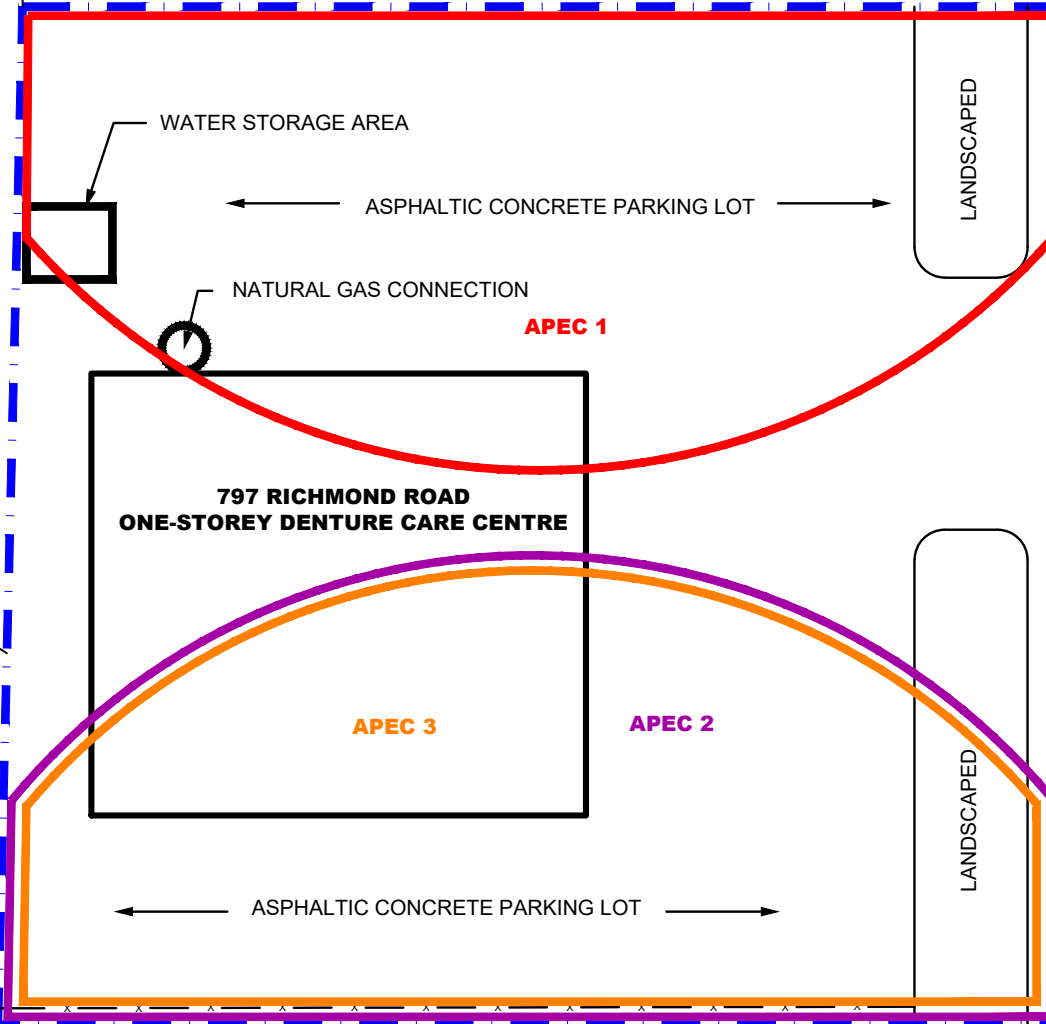 LANDSCAPED
WATER STORAGE AREA
ASPHALTIC CONCRETE PARKING LOT
NATURAL GAS CONNECTION
APEC 1
797 RICHMOND ROAD
ONE-STOREY DENTURE CARE CENTRE
APEC 3
APEC 2
LANDSCAPED
ASPHALTIC CONCRETE PARKING LOT